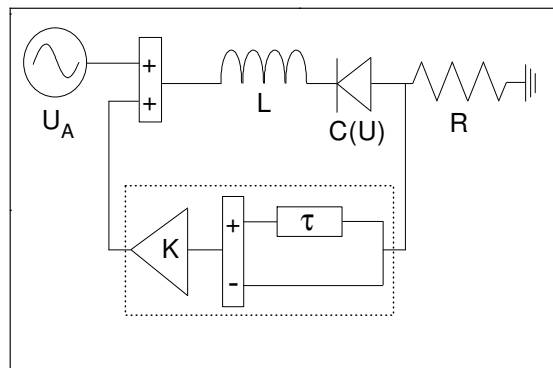 +
+
U_A
L
C(U)
R
K
+
-
τ